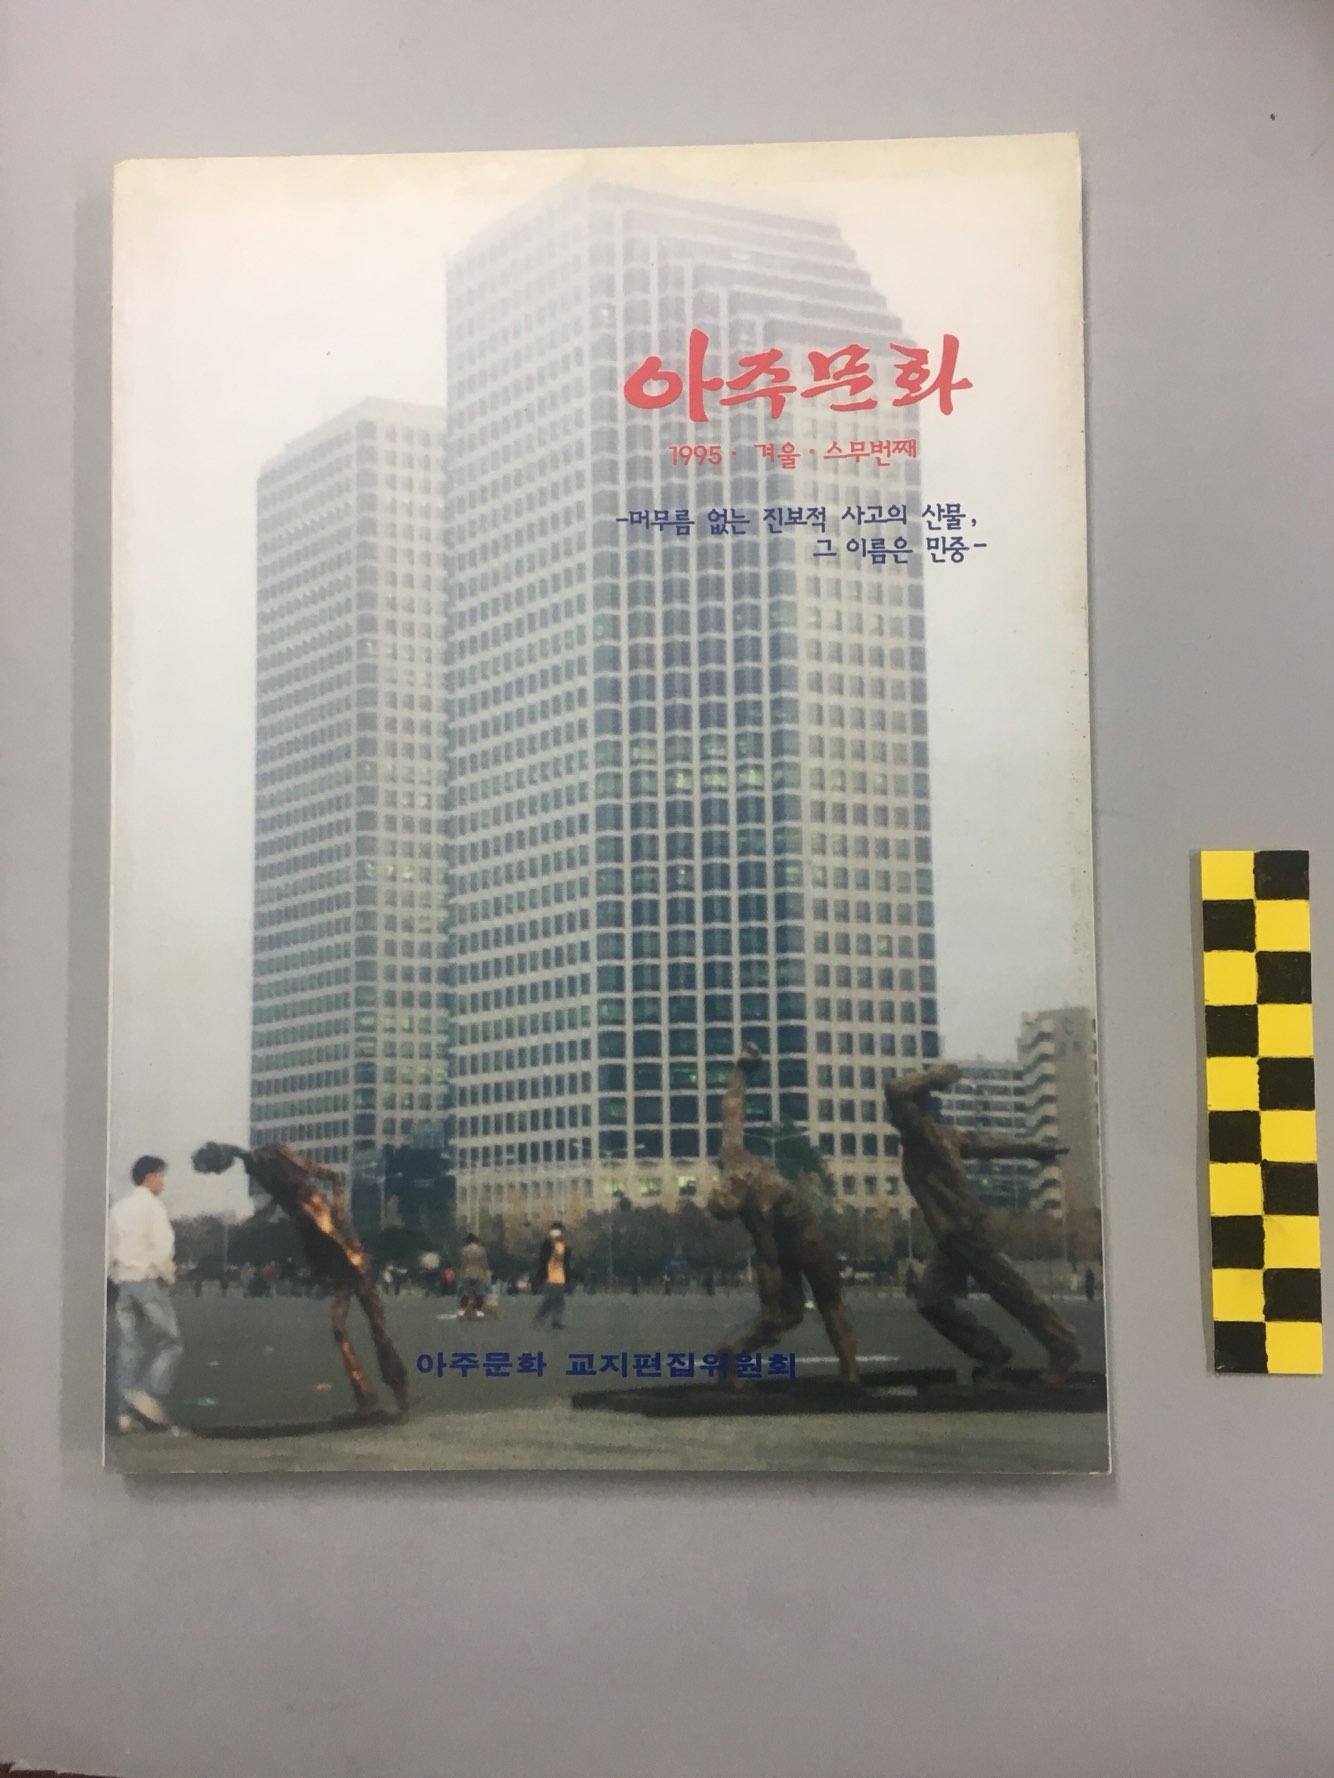 아주문화
1995 · 겨울 · 스무번째
-머무름 없는 진보적 사고의 산물,
그 이름은 민중-
아주문화 교지편집위원회